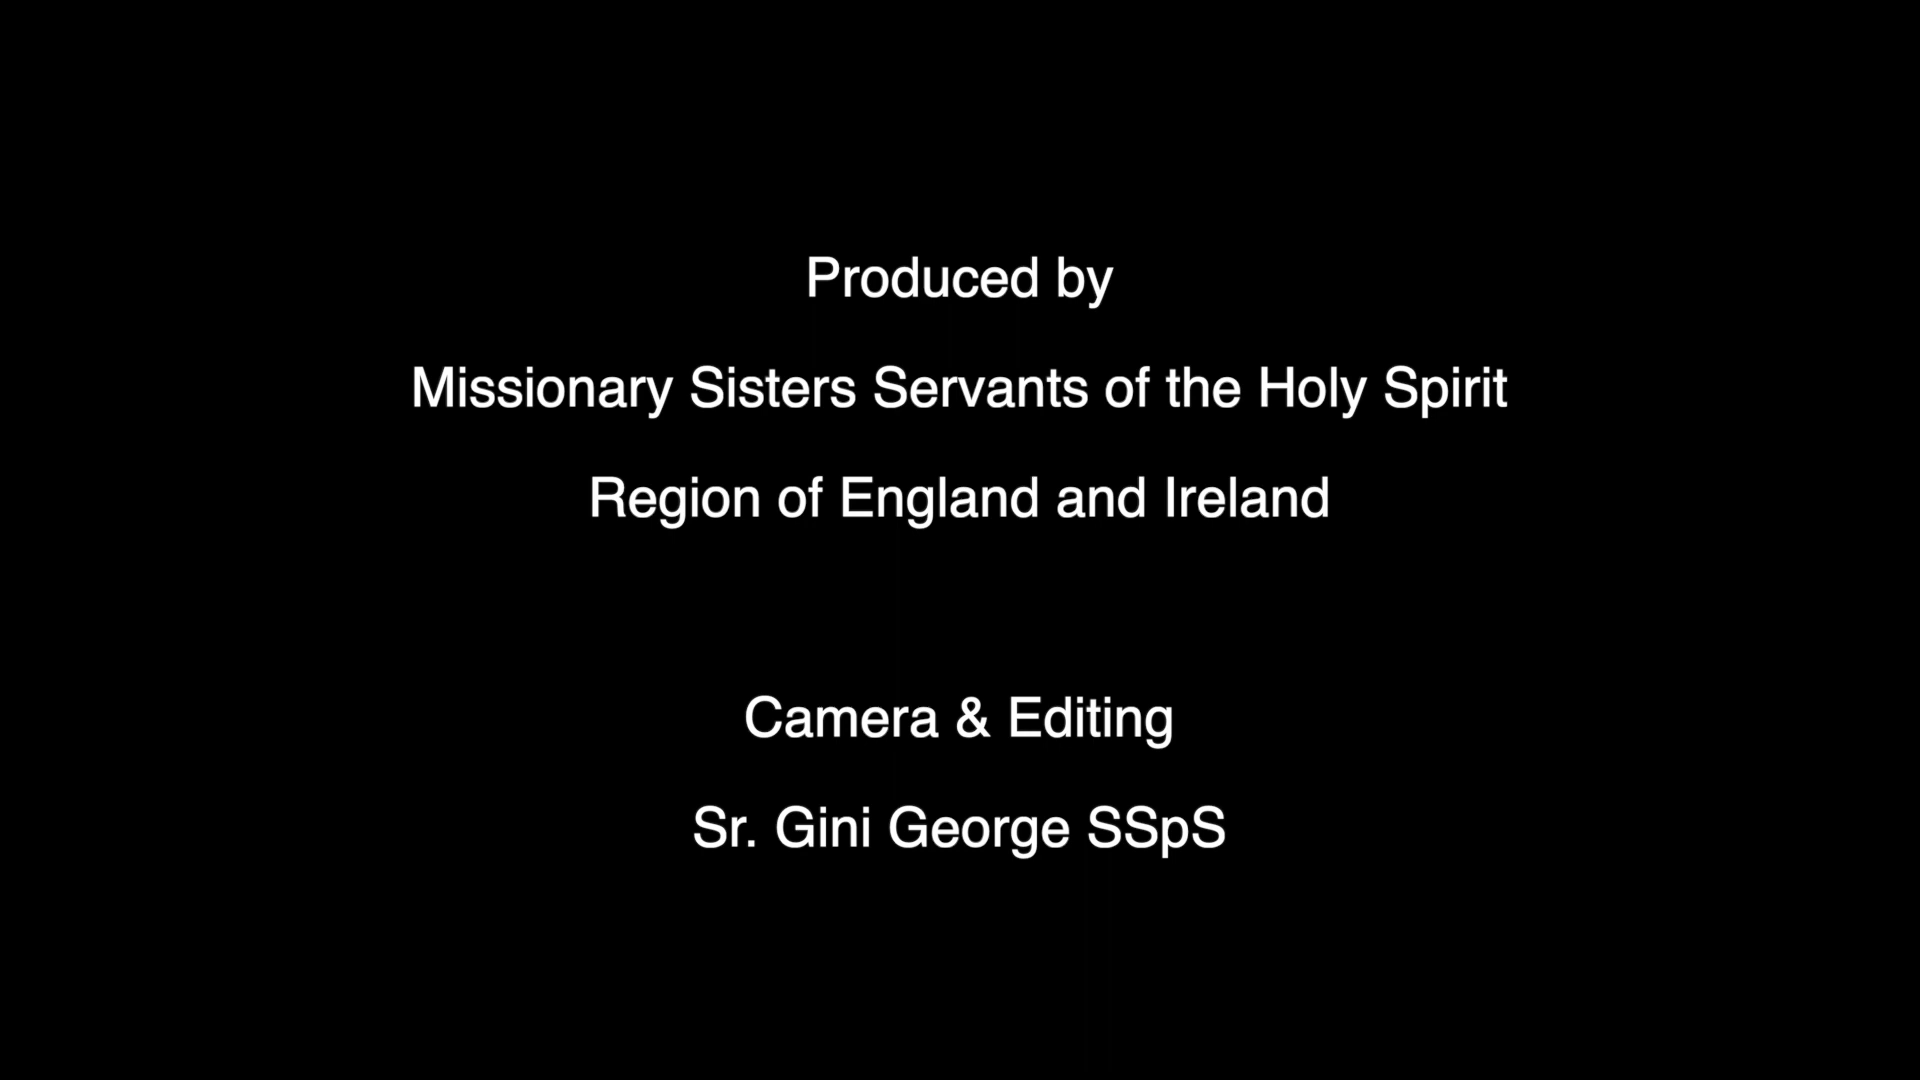 Produced by
Missionary Sisters Servants of the Holy Spirit
Region of England and Ireland
Camera & Editing
Sr. Gini George SSpS